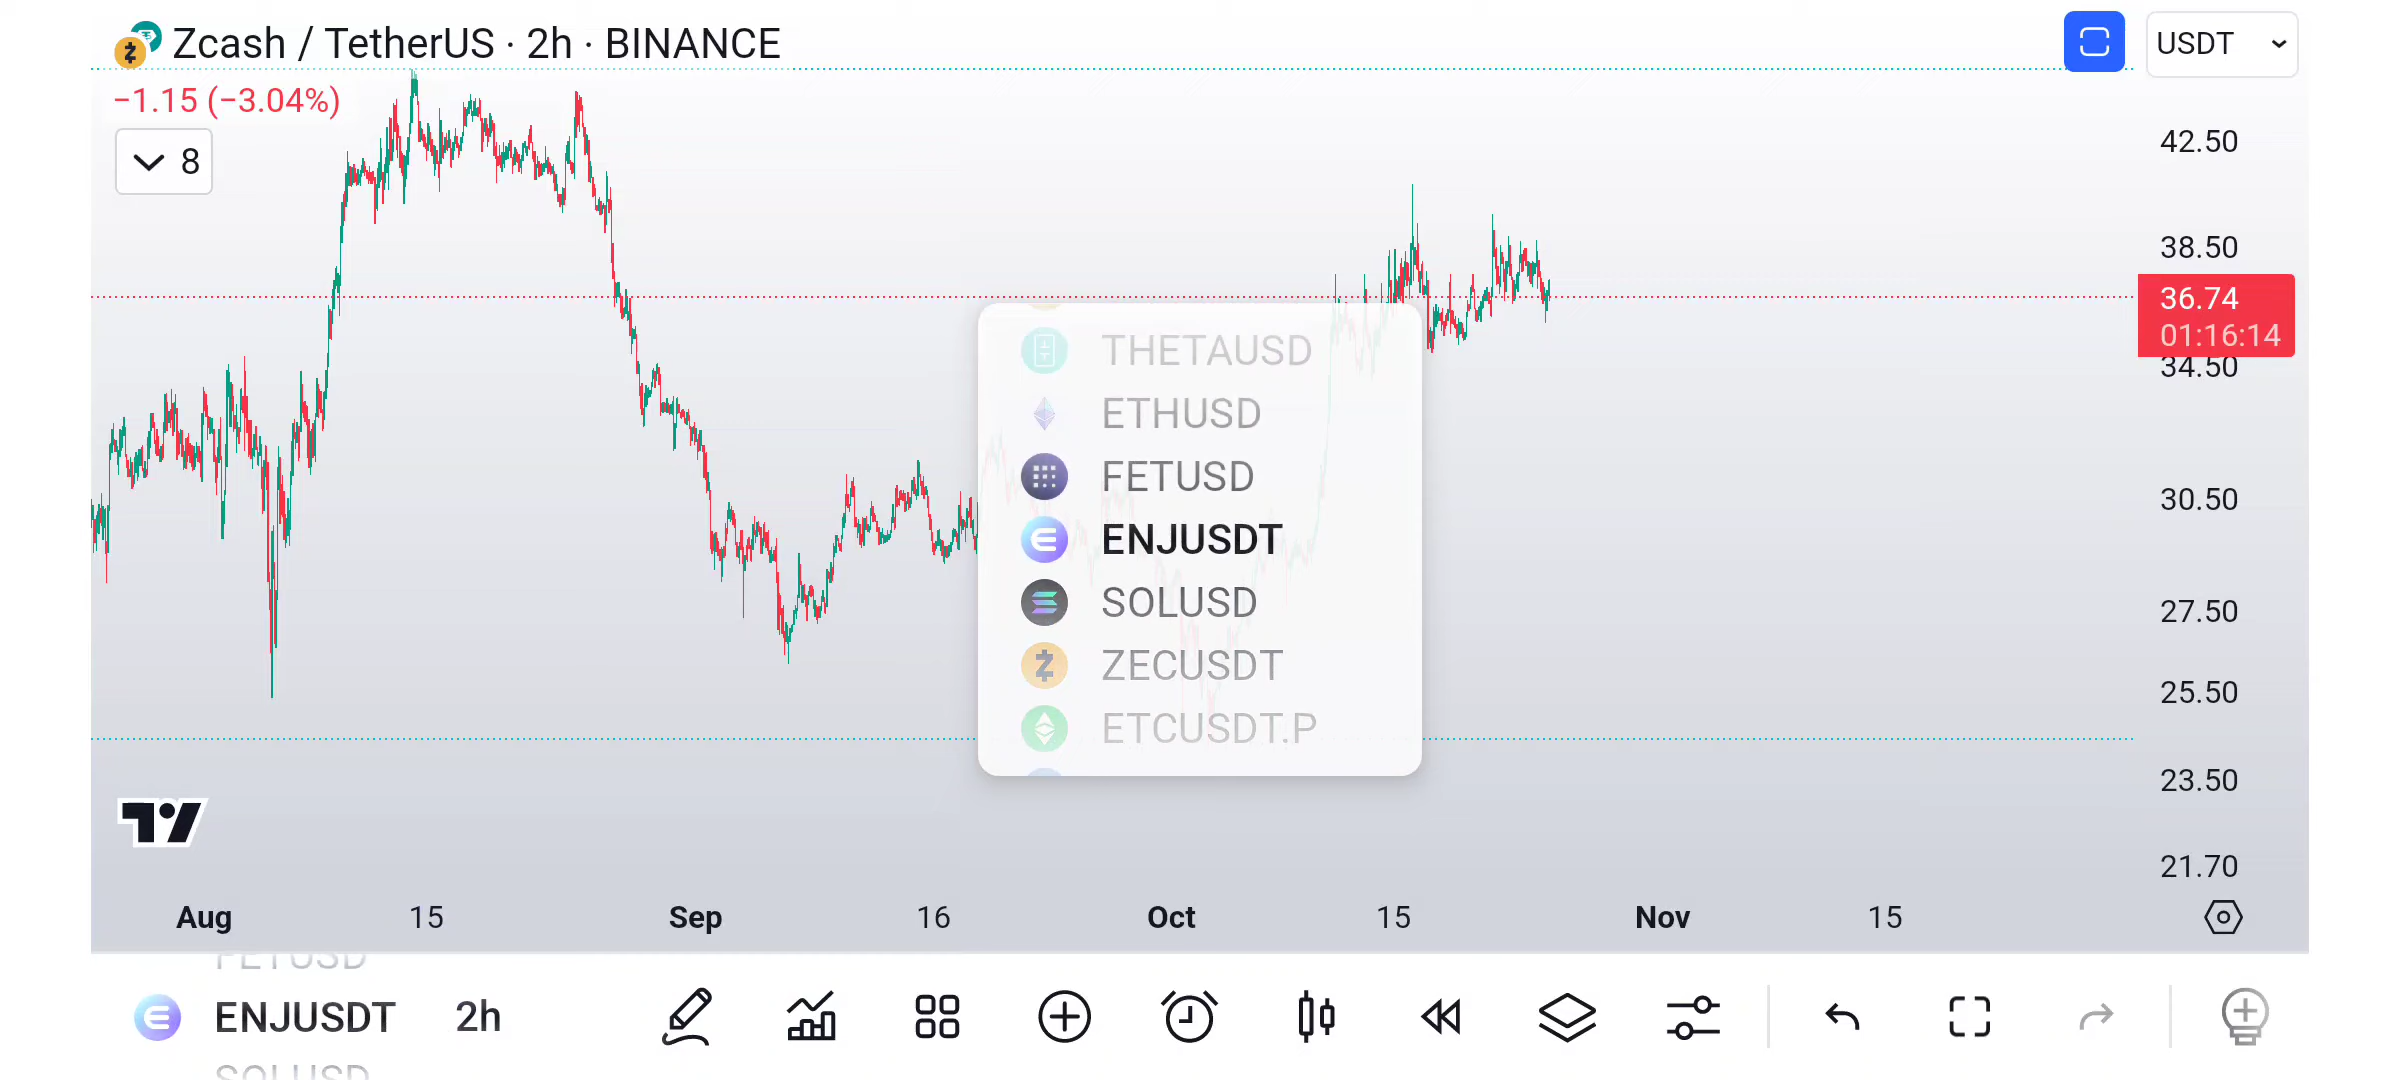 Zcash / TetherUS · 2h · BINANCE
USDT
−1.15 (−3.04%)
8
42.50
38.50
36.74
01:16:14
34.50
30.50
27.50
25.50
23.50
21.70
THETAUSD
ETHUSD
FETUSD
ENJUSDT
SOLUSD
ZECUSDT
ETCUSDT.P
Aug 15 Sep 16 Oct 15 Nov 15
FETUSD
ENJUSDT 2h
SOLUSD